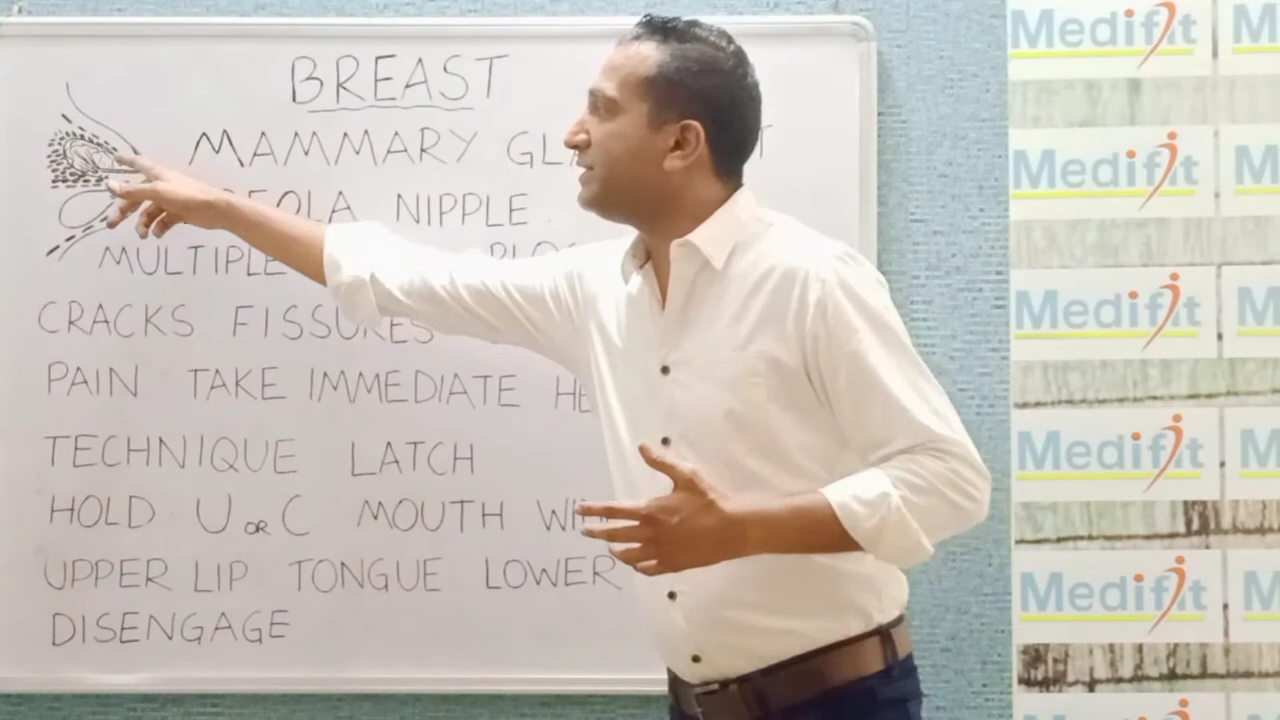 BREAST
MAMMARY
NIPPLE
MULTIPLE
CRACKS FISSURES
PAIN TAKE IMMEDIATE
TECHNIQUE LATCH
HOLD U OR C MOUTH
UPPER LIP TONGUE LOWER
DISENGAGE
Medifit
Medifit
Medifit
Medifit
Medifit